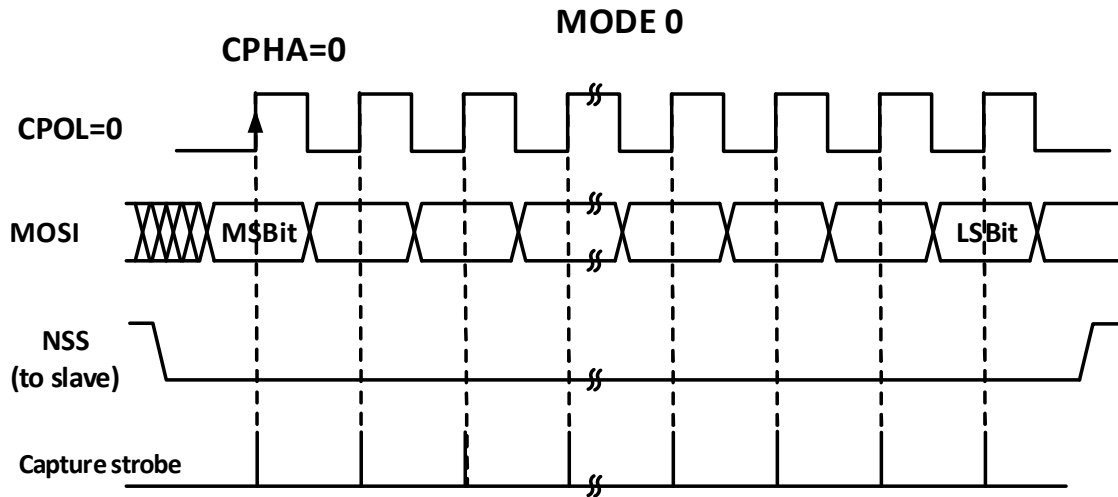 MODE 0
CPHA=0
CPOL=0
MOSI
MSBit
LSBit
NSS
(to slave)
Capture strobe